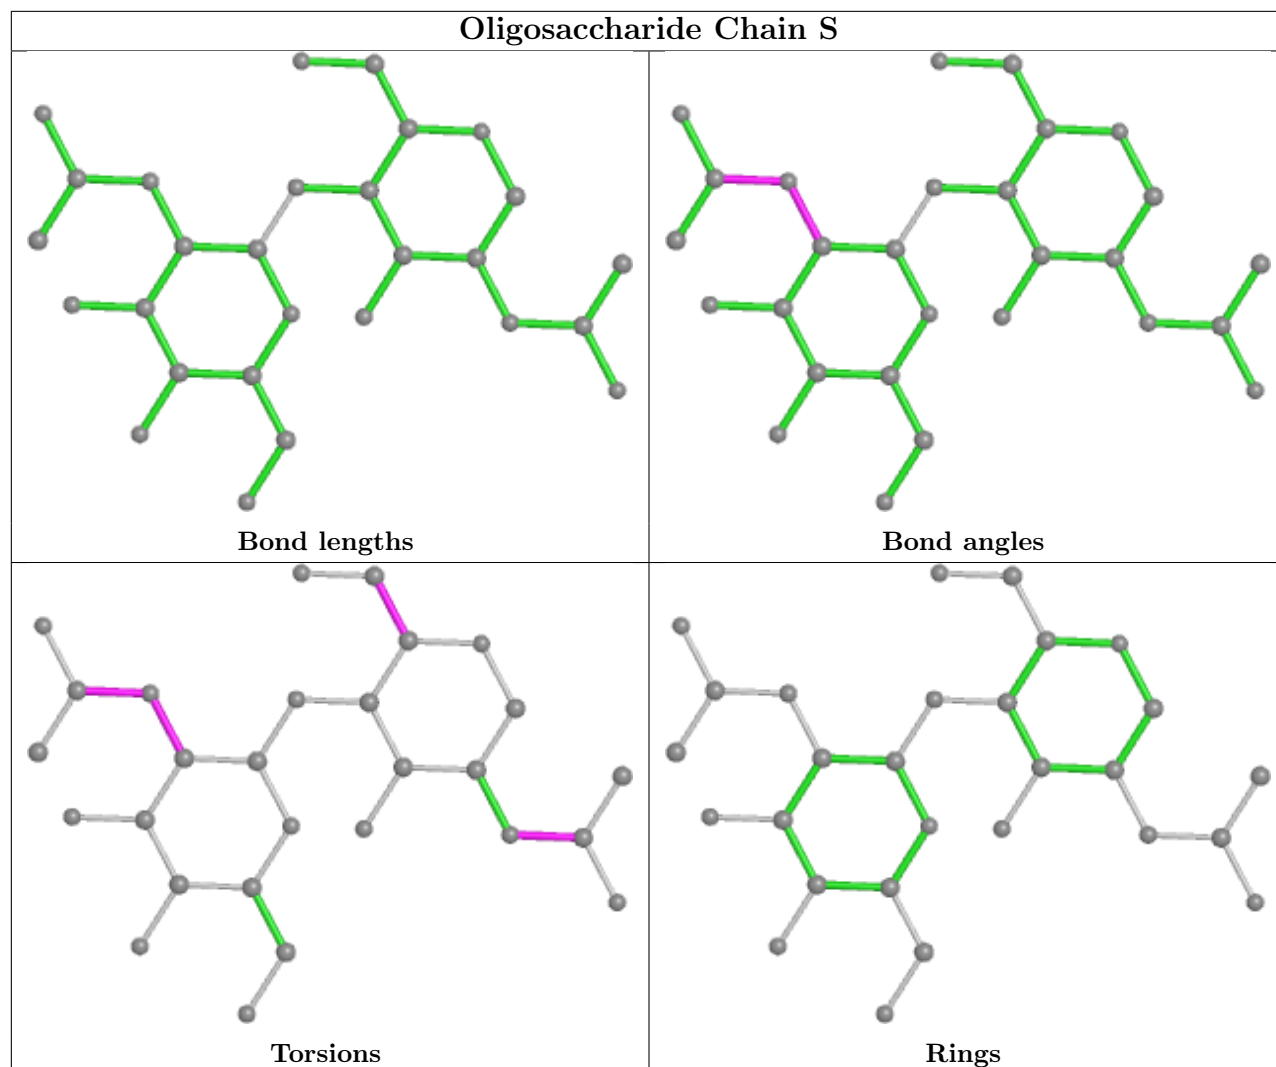 Oligosaccharide Chain S
Bond lengths
Bond angles
Torsions
Rings